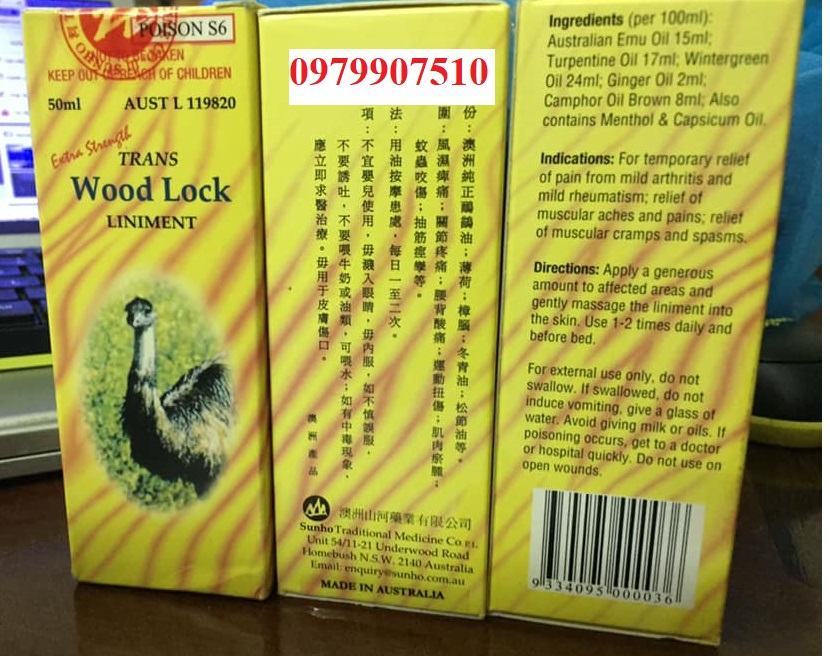 POISON S6
KEEP OUT OF REACH OF CHILDREN
50ml AUST L 119820
Extra Strength
TRANS
Wood Lock
LINIMENT
0979907510
份：澳洲純正鴯鶓油；薄荷；樟腦；冬青油；松節油等。
圍：風濕痺痛；關節疼痛；腰背酸痛；運動扭傷；肌肉瘀腫；
蚊蟲咬傷；抽筋痙攣等。
法：用油按摩患處，每日一至二次。
項：不宜嬰兒使用，毋濺入眼睛，毋內服，如不慎誤服，
不要誘吐，不要喂牛奶或油類，可喂水；如有中毒現象，
應立即求醫治療。毋用于皮膚傷口。
澳洲產品
澳洲山河藥業有限公司
Sunho Traditional Medicine Co P/L
Unit 54/11-21 Underwood Road
Homebush N.S.W. 2140 Australia
Email: enquiry@sunho.com.au
MADE IN AUSTRALIA
Ingredients (per 100ml):
Australian Emu Oil 15ml;
Turpentine Oil 17ml; Wintergreen
Oil 24ml; Ginger Oil 2ml;
Camphor Oil Brown 8ml; Also
contains Menthol & Capsicum Oil.
Indications: For temporary relief
of pain from mild arthritis and
mild rheumatism; relief of
muscular aches and pains; relief
of muscular cramps and spasms.
Directions: Apply a generous
amount to affected areas and
gently massage the liniment into
the skin. Use 1-2 times daily and
before bed.
For external use only, do not
swallow. If swallowed, do not
induce vomiting, give a glass of
water. Avoid giving milk or oils. If
poisoning occurs, get to a doctor
or hospital quickly. Do not use on
open wounds.
9 334095 000036